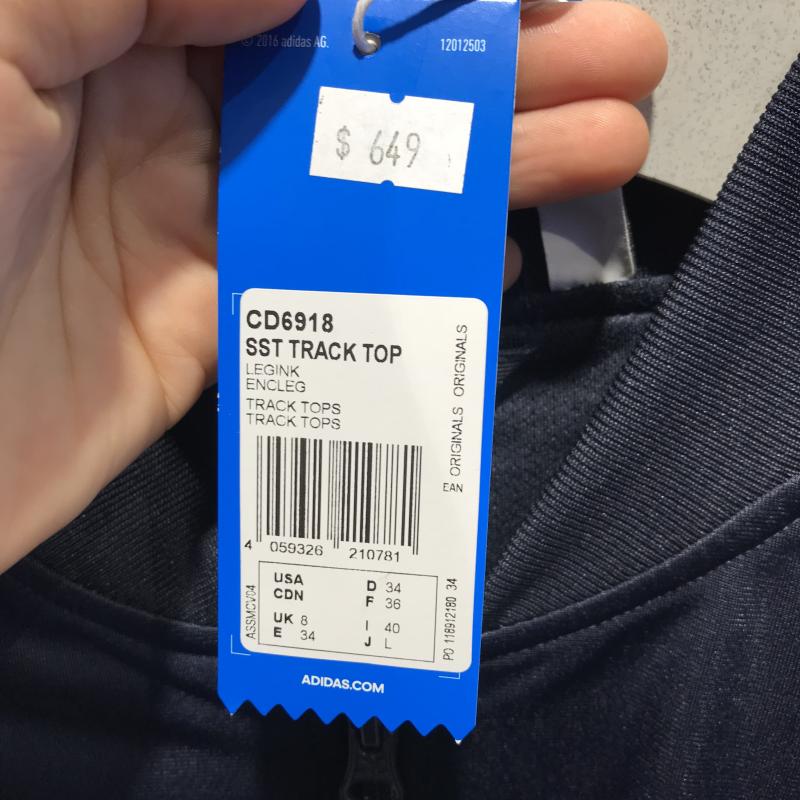 © 2016 adidas AG.
12012503
$ 649
CD6918
SST TRACK TOP
LEGINK
ENCLEG
TRACK TOPS
TRACK TOPS
ORIGINALS
ORIGINALS
EAN
4 059326 210781
USA
CDN
UK 8
E 34
D 34
F 36
I 40
J L
ASSMCV04
PO 118912180 34
ADIDAS.COM